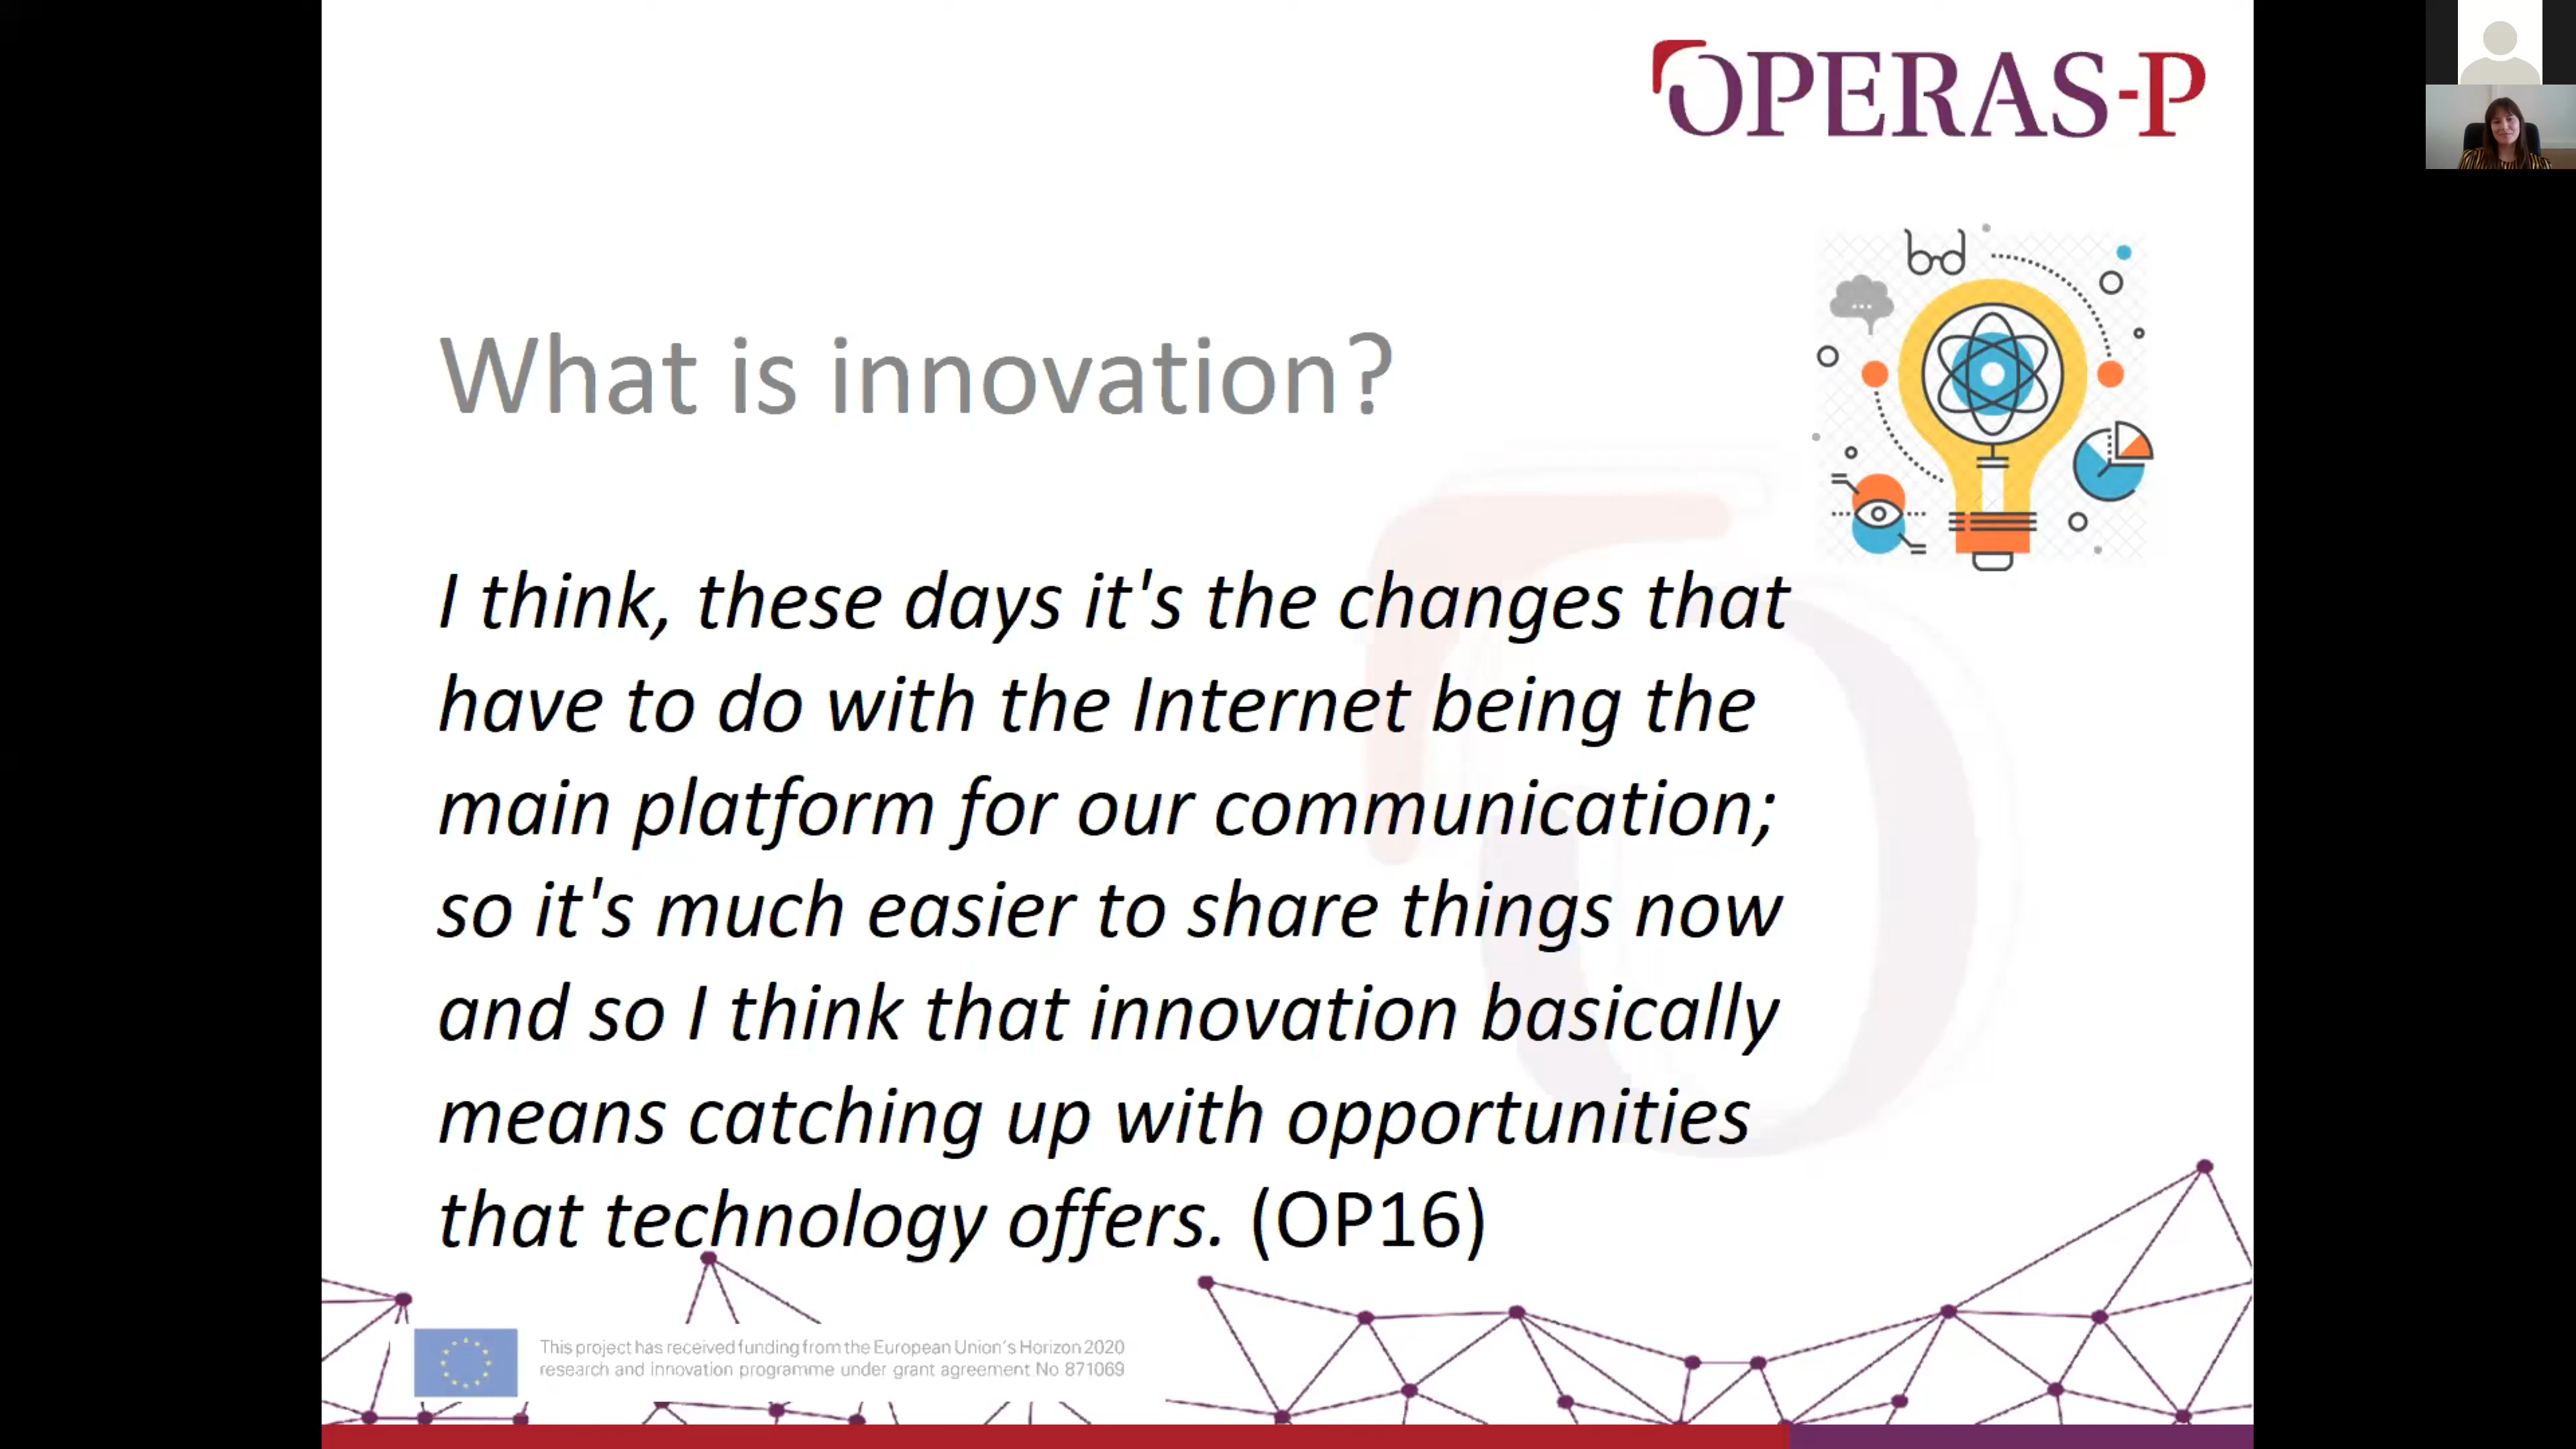 OPERAS-P
What is innovation?
I think, these days it's the changes that
have to do with the Internet being the
main platform for our communication;
so it's much easier to share things now
and so I think that innovation basically
means catching up with opportunities
that technology offers. (OP16)
This project has received funding from the European Union's Horizon 2020
research and innovation programme under grant agreement No 871069